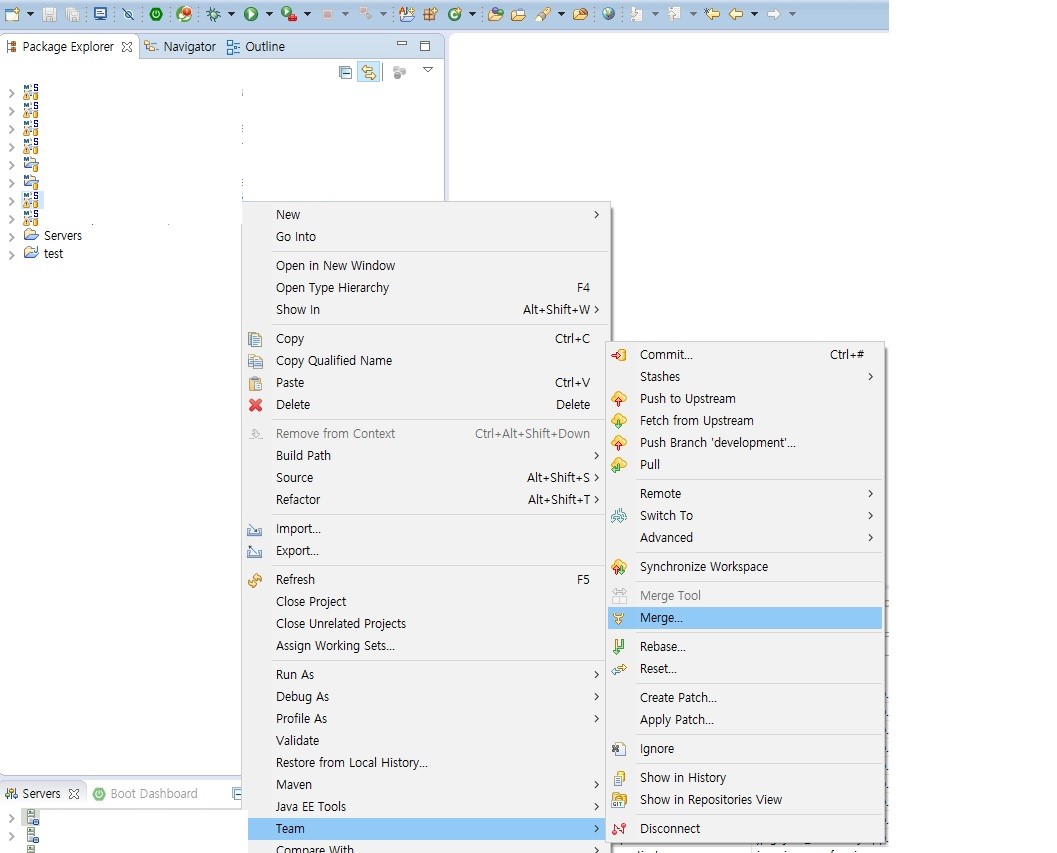 Package Explorer Navigator Outline
Servers
test
New
Go Into
Open in New Window
Open Type Hierarchy F4
Show In Alt+Shift+W
Copy Ctrl+C
Copy Qualified Name
Paste Ctrl+V
Delete Delete
Remove from Context Ctrl+Alt+Shift+Down
Build Path
Source Alt+Shift+S
Refactor Alt+Shift+T
Import...
Export...
Refresh F5
Close Project
Close Unrelated Projects
Assign Working Sets...
Run As
Debug As
Profile As
Validate
Restore from Local History...
Maven
Java EE Tools
Team
Compare With
Commit... Ctrl+#
Stashes
Push to Upstream
Fetch from Upstream
Push Branch 'development'...
Pull
Remote
Switch To
Advanced
Synchronize Workspace
Merge Tool
Merge...
Rebase...
Reset...
Create Patch...
Apply Patch...
Ignore
Show in History
Show in Repositories View
Disconnect
Servers Boot Dashboard